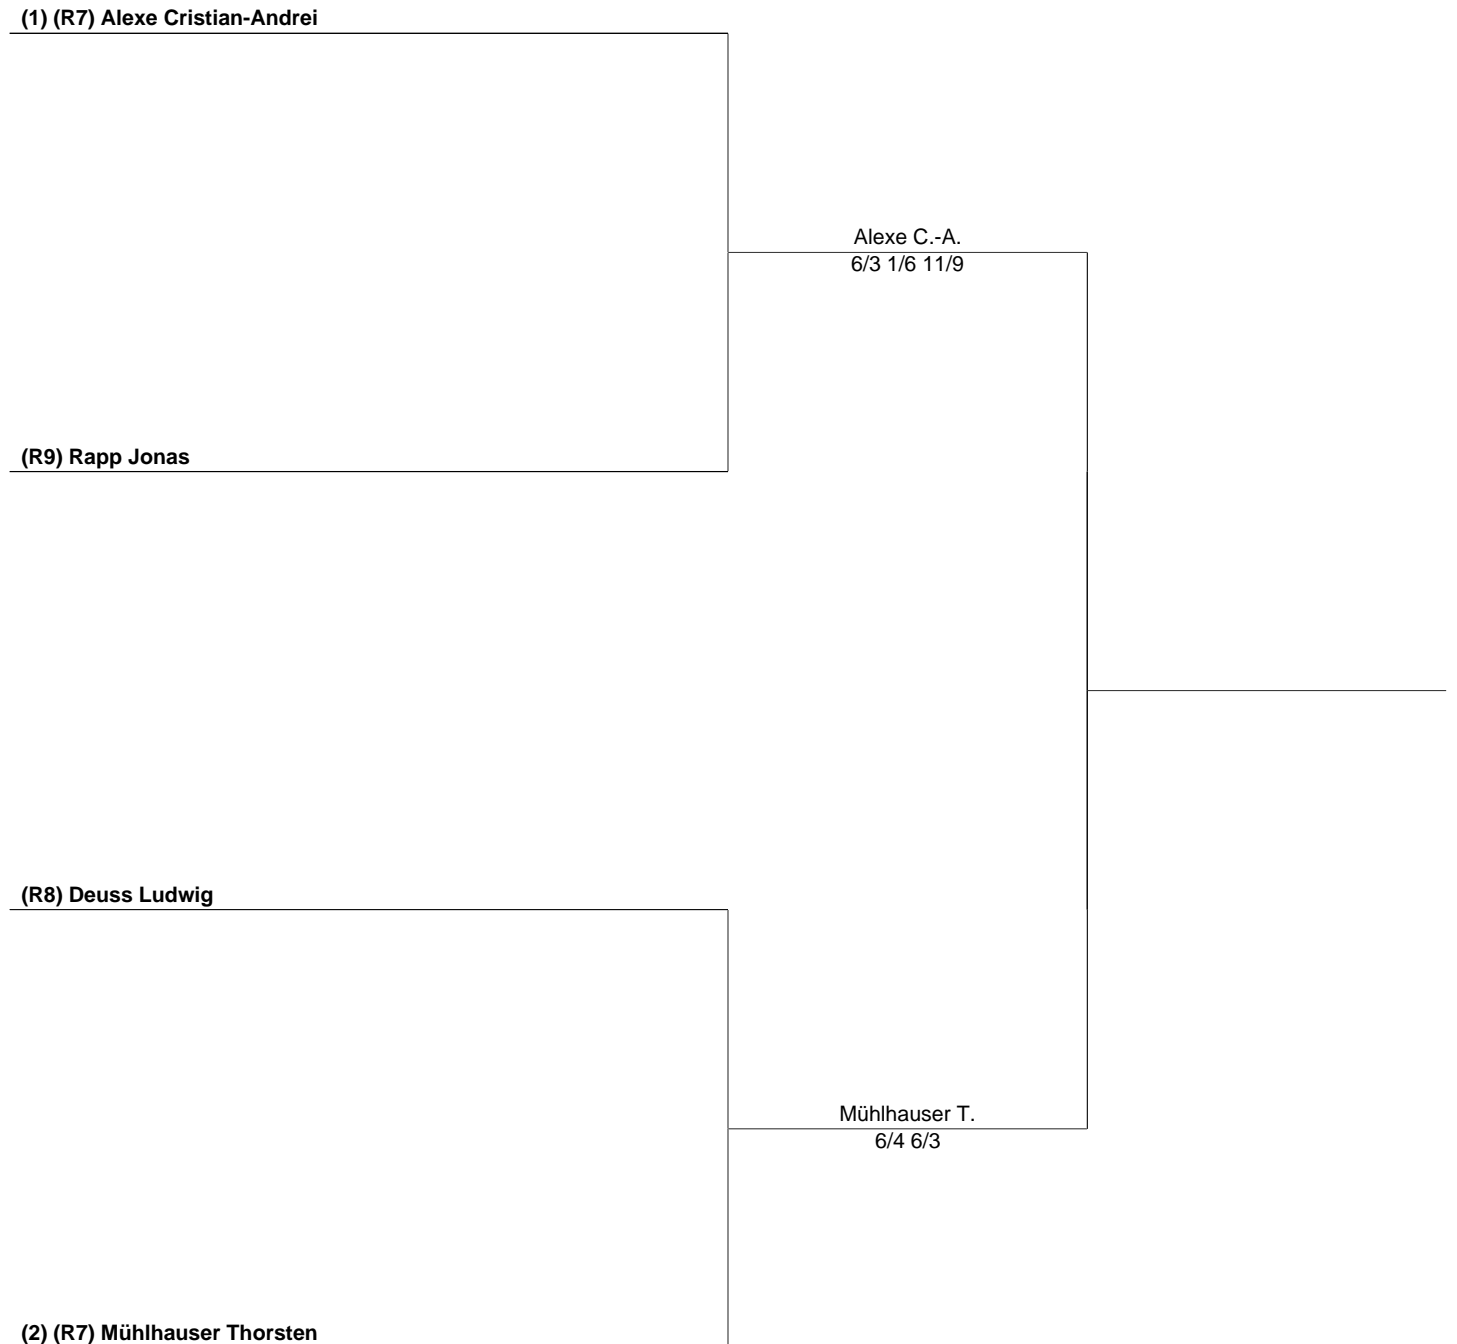 (1) (R7) Alexe Cristian-Andrei
Alexe C.-A.
6/3 1/6 11/9
(R9) Rapp Jonas
(R8) Deuss Ludwig
Mühlhauser T.
6/4 6/3
(2) (R7) Mühlhauser Thorsten